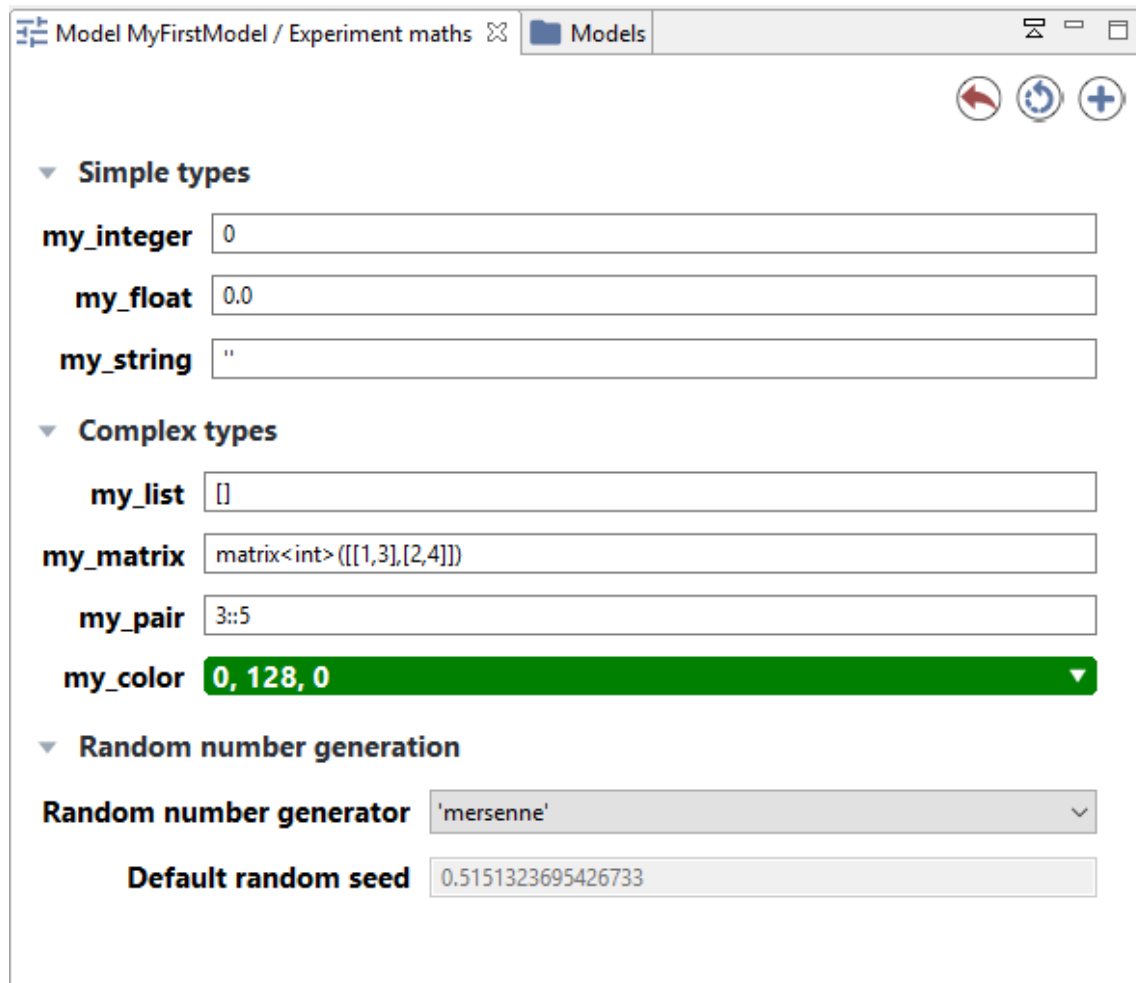 Model MyFirstModel / Experiment maths
Models
Simple types
my_integer 0
my_float 0.0
my_string ''
Complex types
my_list []
my_matrix matrix<int>([[1,3],[2,4]])
my_pair 3::5
my_color 0, 128, 0
Random number generation
Random number generator 'mersenne'
Default random seed 0.5151323695426733